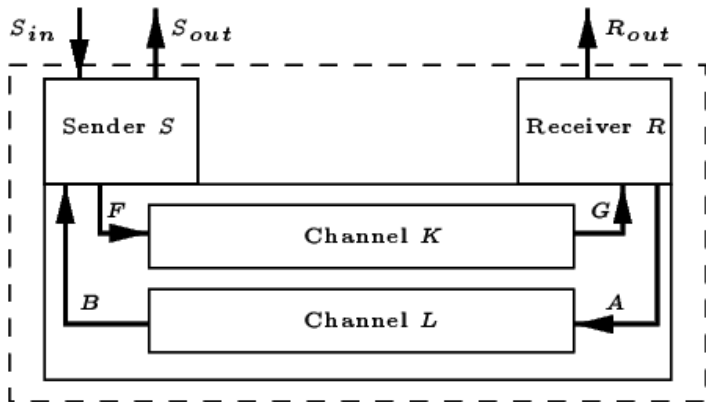 S_in S_out R_out
Sender S Receiver R
F G
Channel K
B A
Channel L